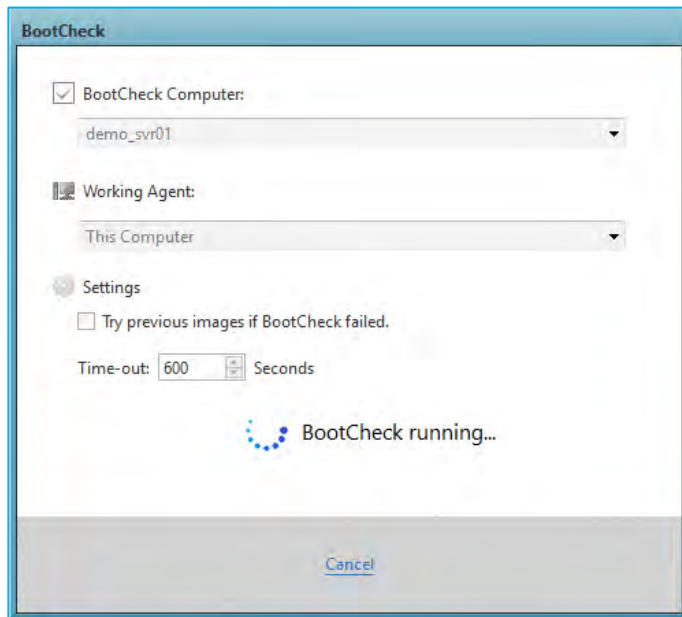 BootCheck
BootCheck Computer:
demo_svr01
Working Agent:
This Computer
Settings
Try previous images if BootCheck failed.
Time-out: 600 Seconds
BootCheck running...
Cancel